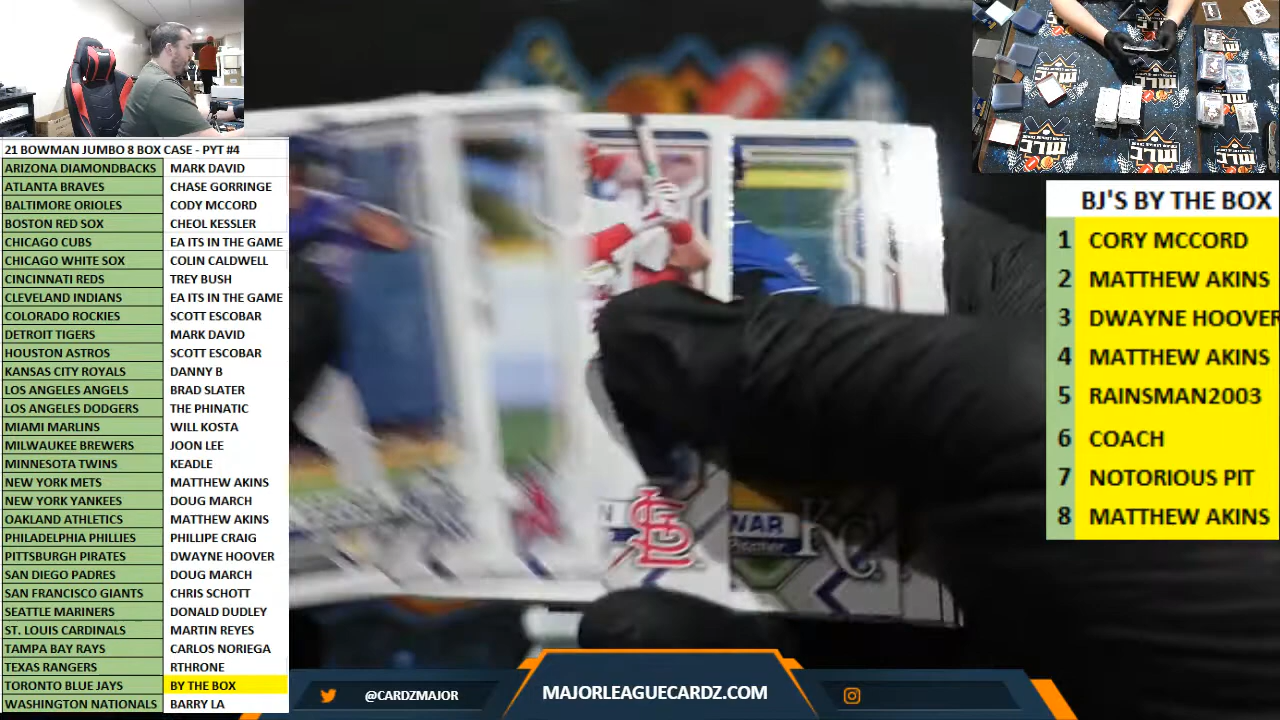 21 BOWMAN JUMBO 8 BOX CASE - PYT #4
ARIZONA DIAMONDBACKS MARK DAVID
ATLANTA BRAVES CHASE GORRINGE
BALTIMORE ORIOLES CODY MCCORD
BOSTON RED SOX CHEOL KESSLER
CHICAGO CUBS EA ITS IN THE GAME
CHICAGO WHITE SOX COLIN CALDWELL
CINCINNATI REDS TREY BUSH
CLEVELAND INDIANS EA ITS IN THE GAME
COLORADO ROCKIES SCOTT ESCOBAR
DETROIT TIGERS MARK DAVID
HOUSTON ASTROS SCOTT ESCOBAR
KANSAS CITY ROYALS DANNY B
LOS ANGELES ANGELS BRAD SLATER
LOS ANGELES DODGERS THE PHINATIC
MIAMI MARLINS WILL KOSTA
MILWAUKEE BREWERS JOON LEE
MINNESOTA TWINS KEADLE
NEW YORK METS MATTHEW AKINS
NEW YORK YANKEES DOUG MARCH
OAKLAND ATHLETICS MATTHEW AKINS
PHILADELPHIA PHILLIES PHILLIPE CRAIG
PITTSBURGH PIRATES DWAYNE HOOVER
SAN DIEGO PADRES DOUG MARCH
SAN FRANCISCO GIANTS CHRIS SCHOTT
SEATTLE MARINERS DONALD DUDLEY
ST. LOUIS CARDINALS MARTIN REYES
TAMPA BAY RAYS CARLOS NORIEGA
TEXAS RANGERS RTHRONE
TORONTO BLUE JAYS BY THE BOX
WASHINGTON NATIONALS BARRY LA
BJ'S BY THE BOX
1 CORY MCCORD
2 MATTHEW AKINS
3 DWAYNE HOOVER
4 MATTHEW AKINS
5 RAINSMAN2003
6 COACH
7 NOTORIOUS PIT
8 MATTHEW AKINS
MLC
MLC
MLC
N
STL
WAR
KC
@CARDZMAJOR
MAJORLEAGUECARDZ.COM